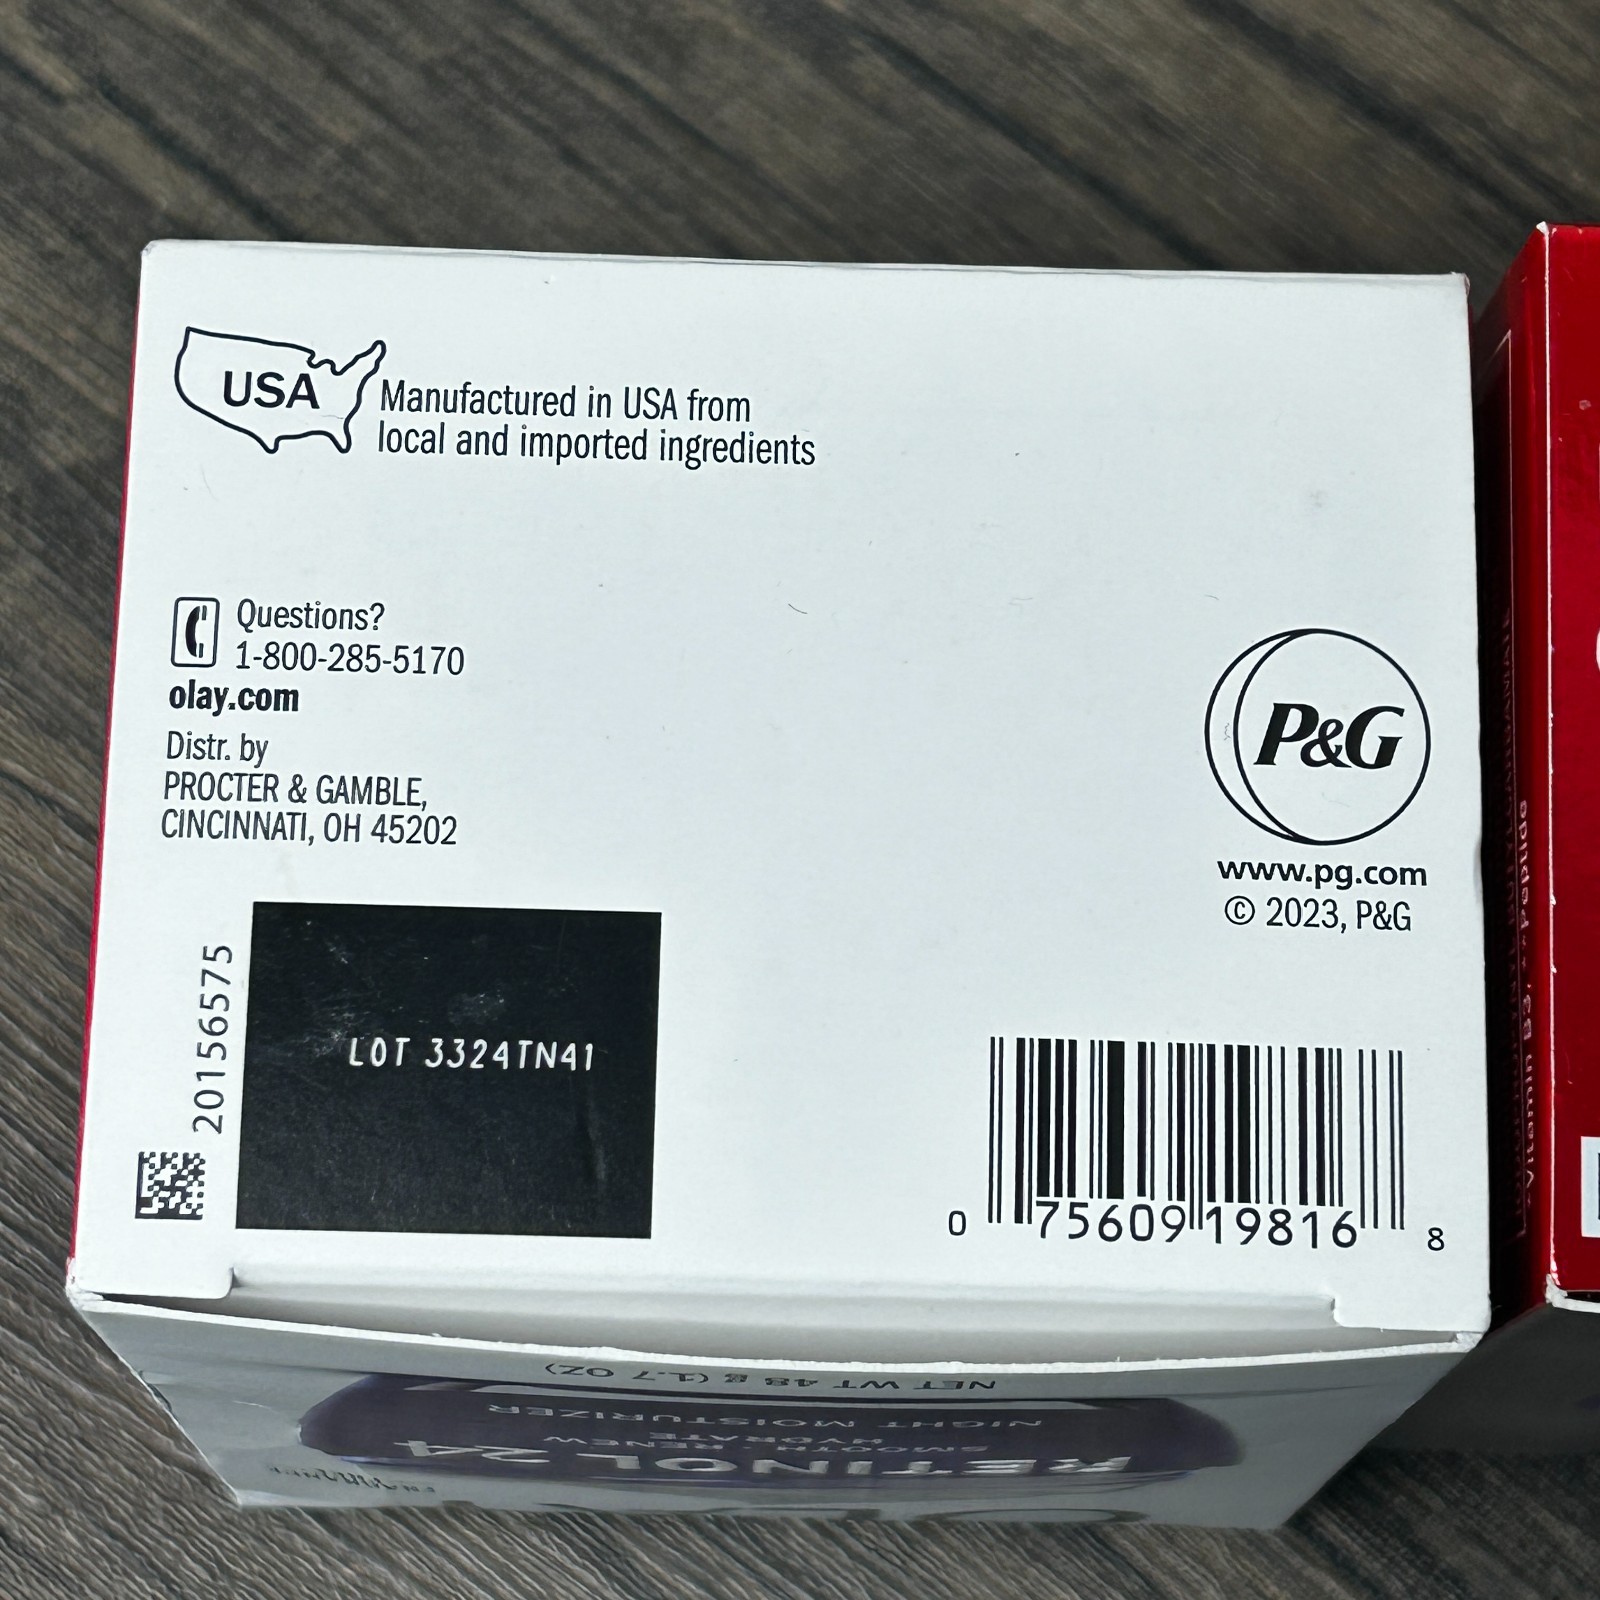 USA
Manufactured in USA from
local and imported ingredients
Questions?
1-800-285-5170
olay.com
Distr. by
PROCTER & GAMBLE,
CINCINNATI, OH 45202
P&G
www.pg.com
© 2023, P&G
20156575
LOT 3324TN41
0 75609 19816 8
NET WT 48 g (1.7 OZ)
NIGHT MOISTURIZER
HYDRATE
SMOOTH · RENEW
RETINOL 24